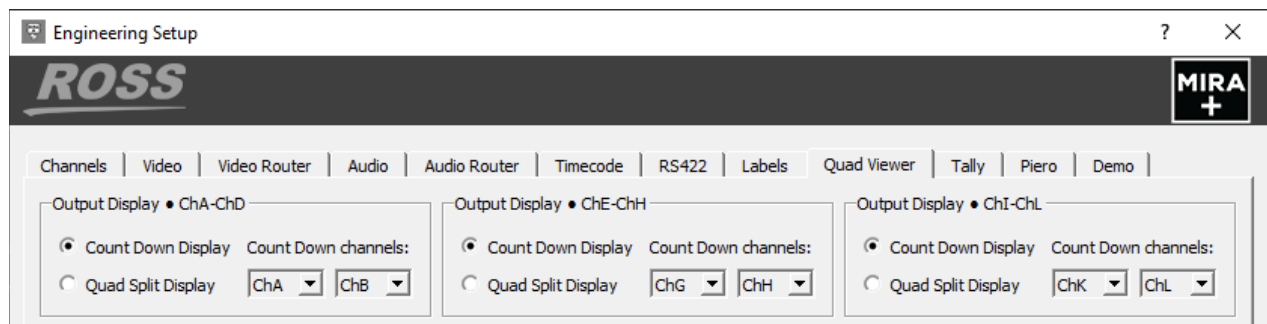 Engineering Setup ?
ROSS
MIRA
+
Channels Video Video Router Audio Audio Router Timecode RS422 Labels Quad Viewer Tally Piero Demo
Output Display • ChA-ChD
Count Down Display Count Down channels:
Quad Split Display ChA ChB
Output Display • ChE-ChH
Count Down Display Count Down channels:
Quad Split Display ChG ChH
Output Display • ChI-ChL
Count Down Display Count Down channels:
Quad Split Display ChK ChL